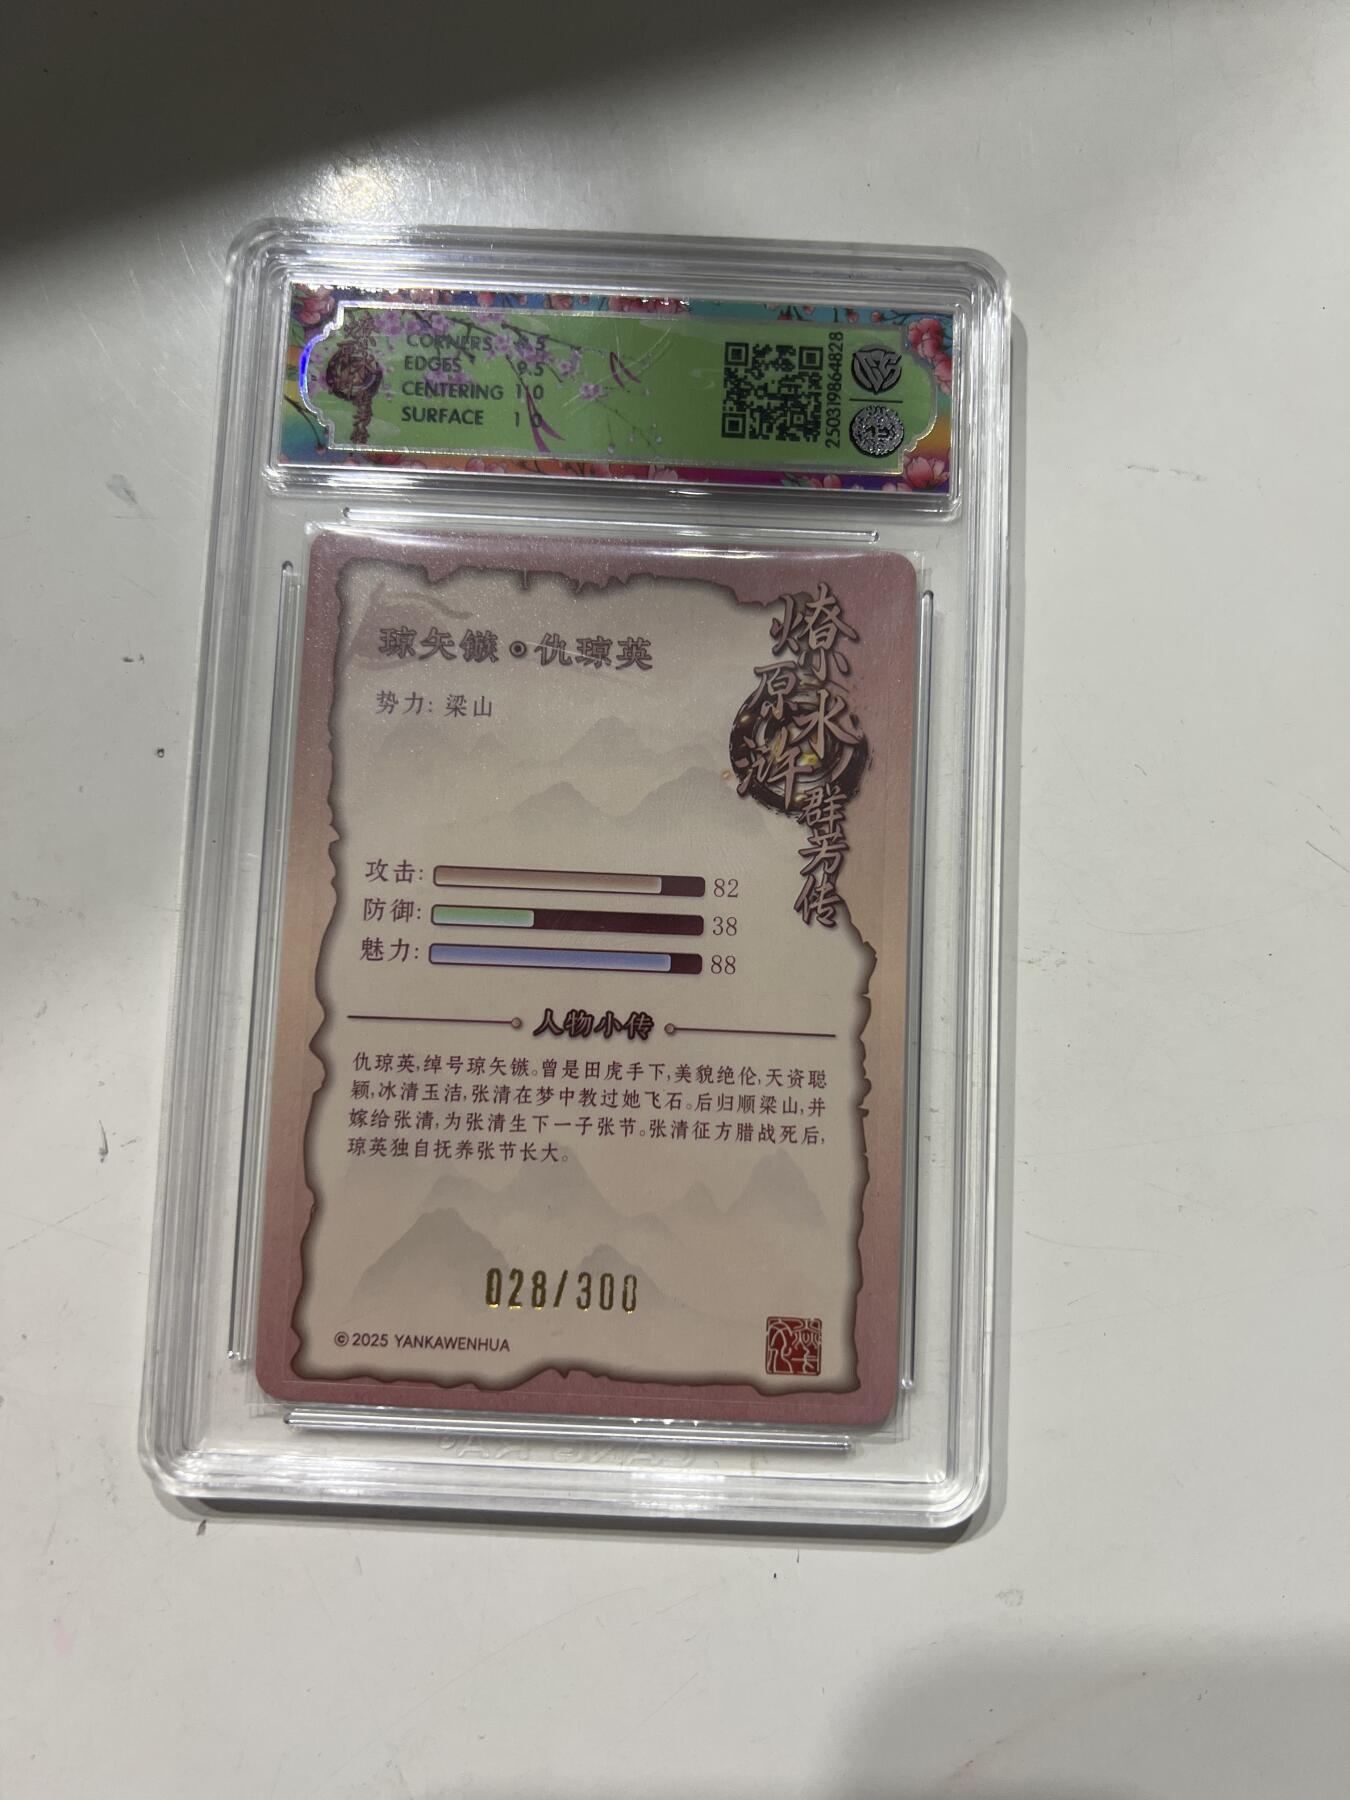 CORNERS 9.5
EDGES 9.5
CENTERING 10
SURFACE 10
250319864828
燎原水浒
群芳传
琼矢镞·仇琼英
势力: 梁山
攻击: 82
防御: 38
魅力: 88
人物小传
仇琼英,绰号琼矢镞。曾是田虎手下,美貌绝伦,天资聪
颖,冰清玉洁,张清在梦中教过她飞石。后归顺梁山,并
嫁给张清,为张清生下一子张节。张清征方腊战死后,
琼英独自抚养张节长大。
028/300
©2025 YANKAWENHUA